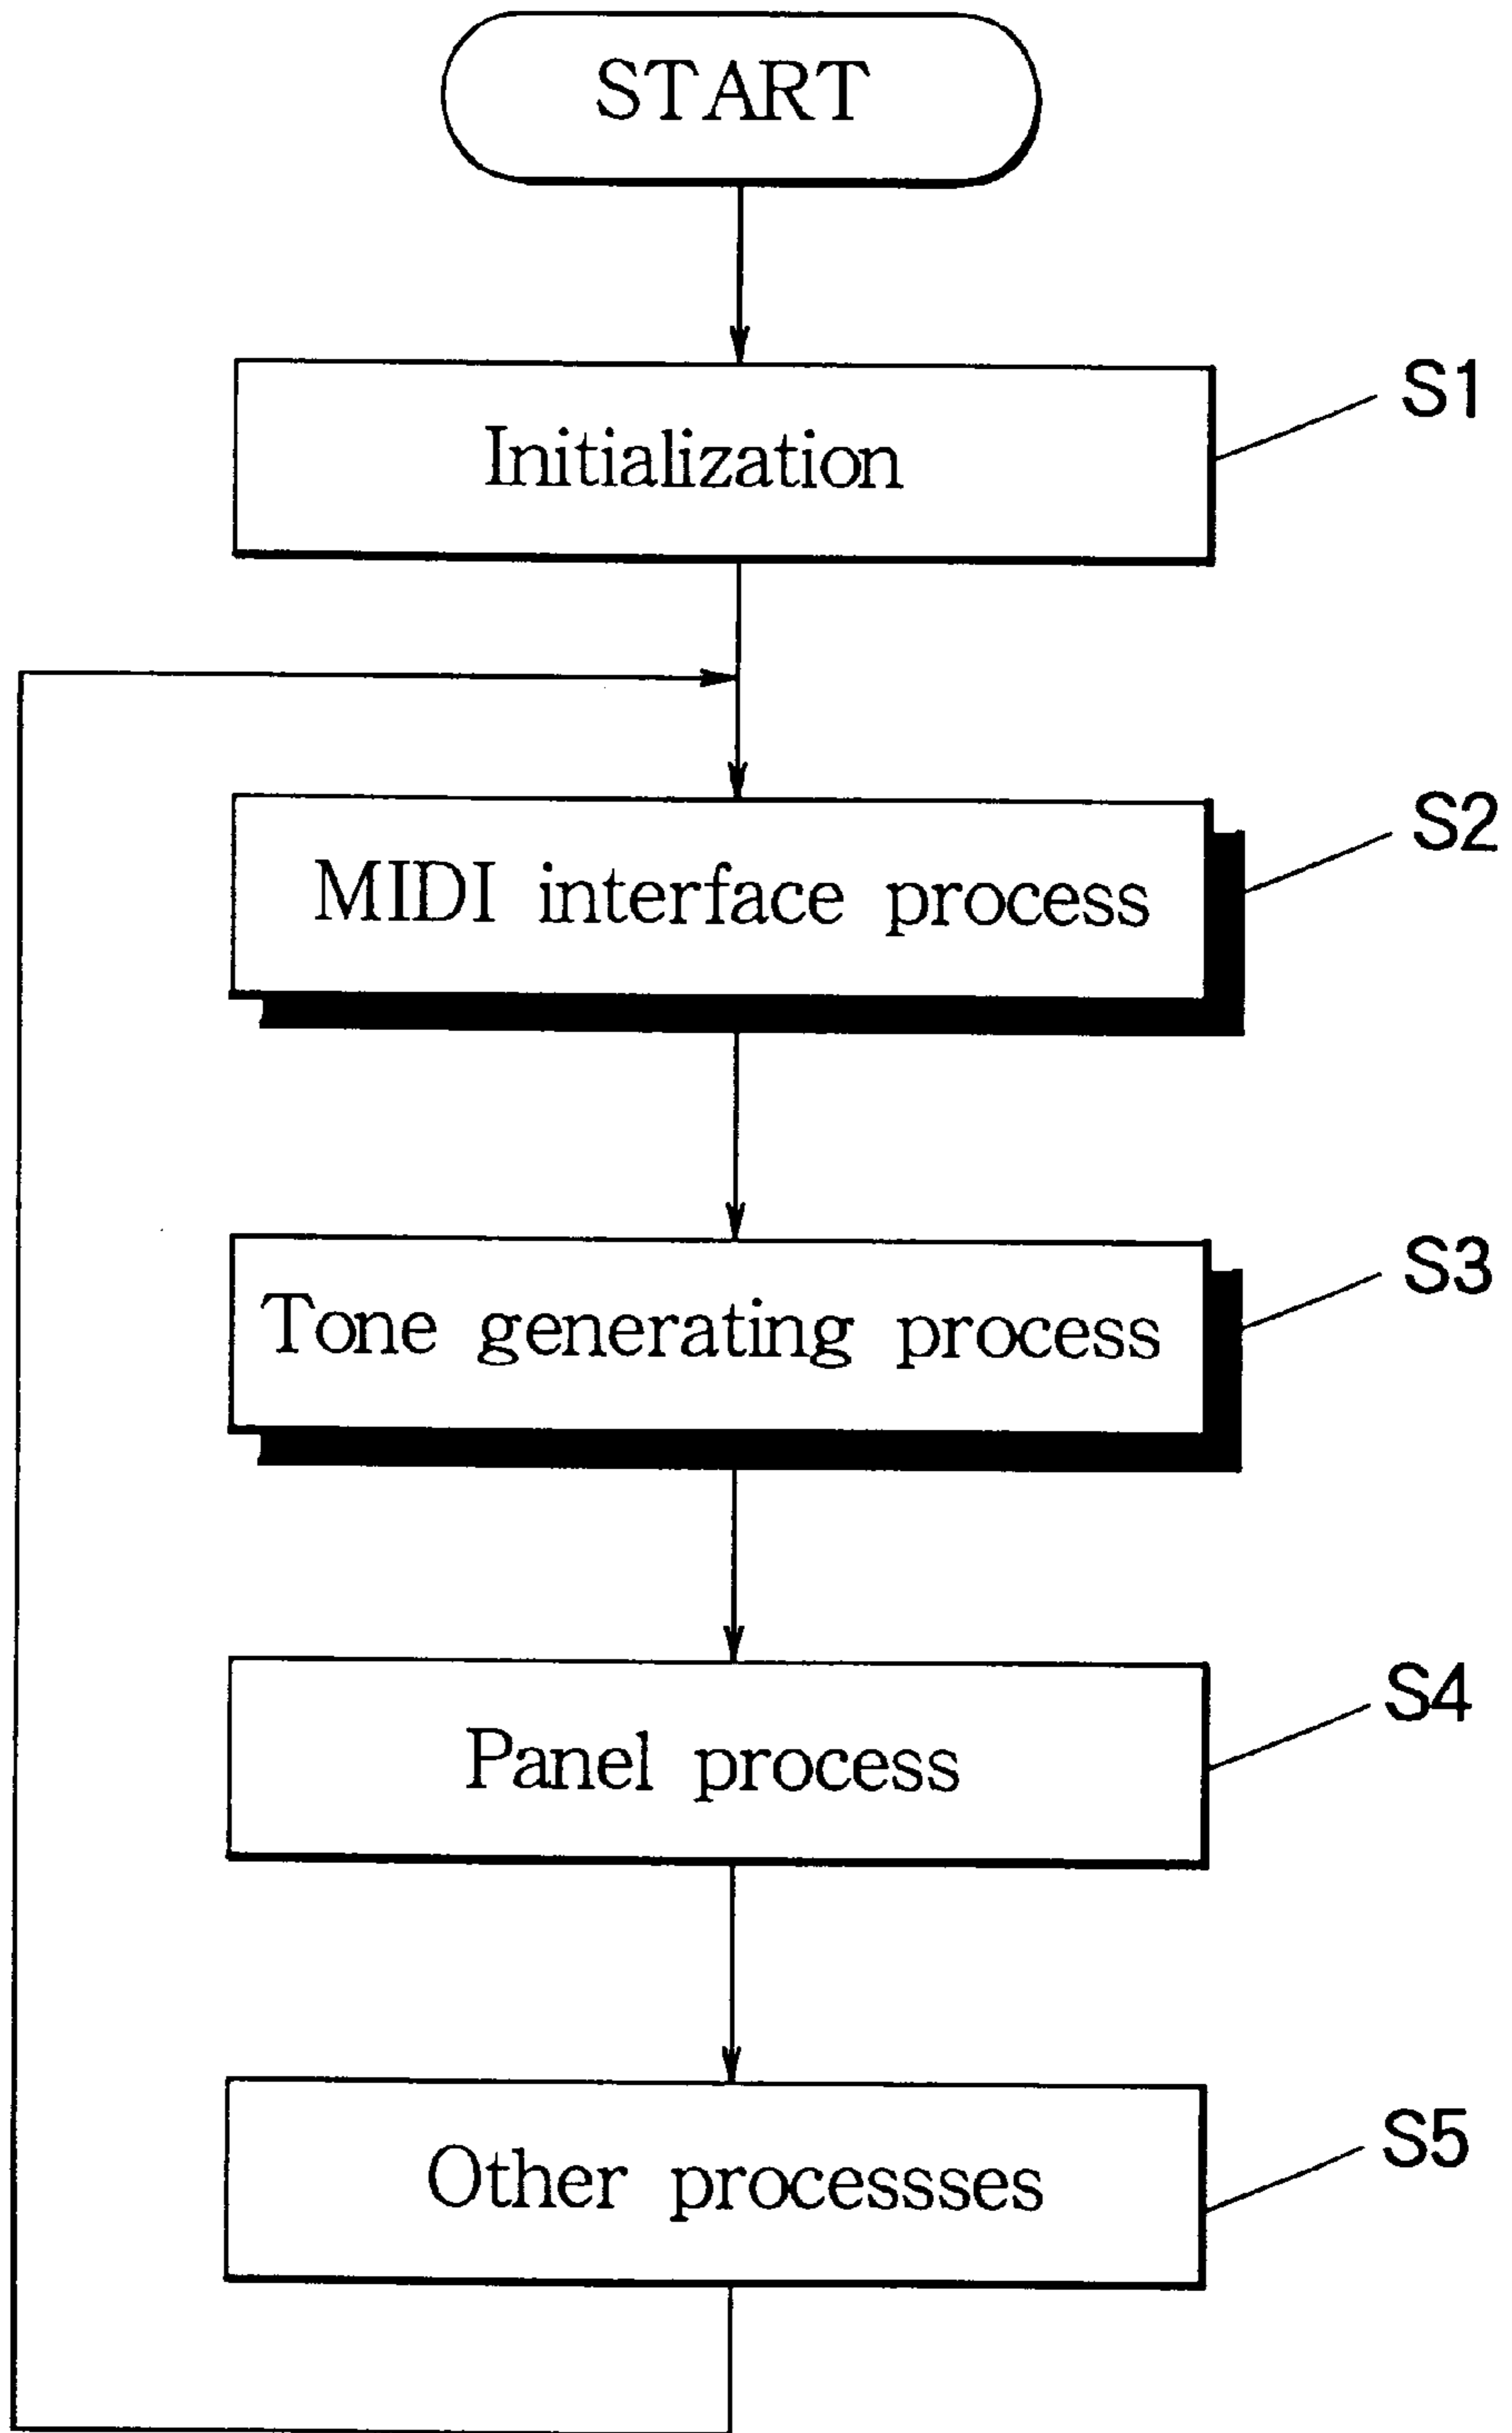 START
Initialization
S1
MIDI interface process
S2
Tone generating process
S3
Panel process
S4
Other processses
S5